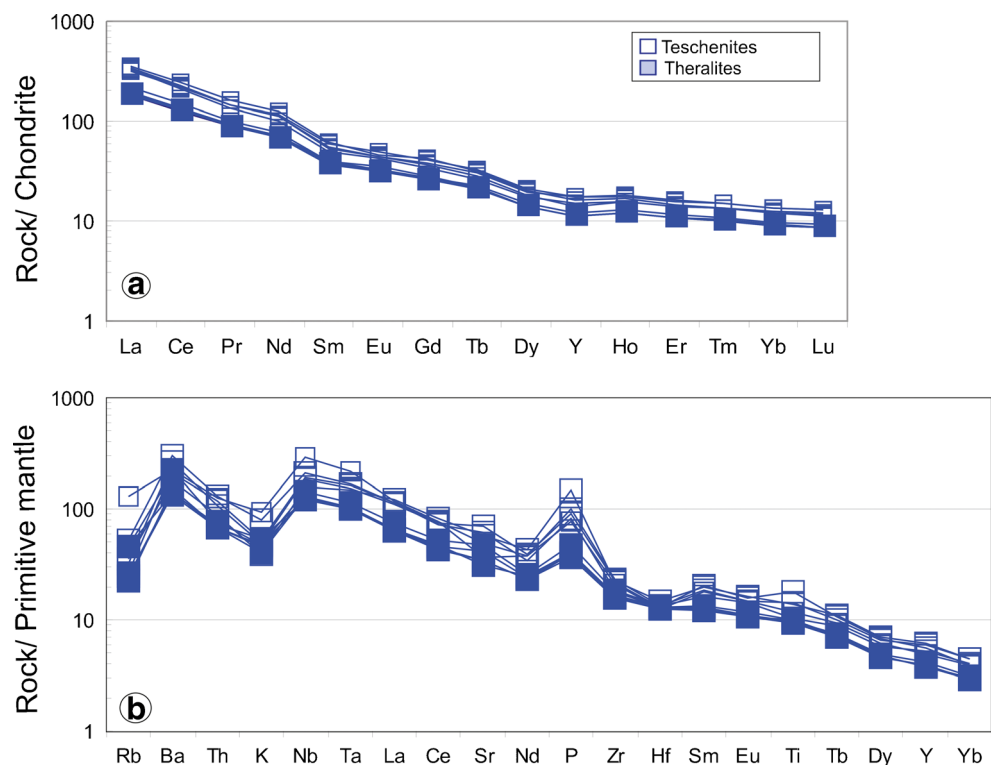 1000
Teschenites
Theralites
100
10
1
Rock/ Chondrite
a
La Ce Pr Nd Sm Eu Gd Tb Dy Y Ho Er Tm Yb Lu
1000
100
10
1
Rock/ Primitive mantle
b
Rb Ba Th K Nb Ta La Ce Sr Nd P Zr Hf Sm Eu Ti Tb Dy Y Yb